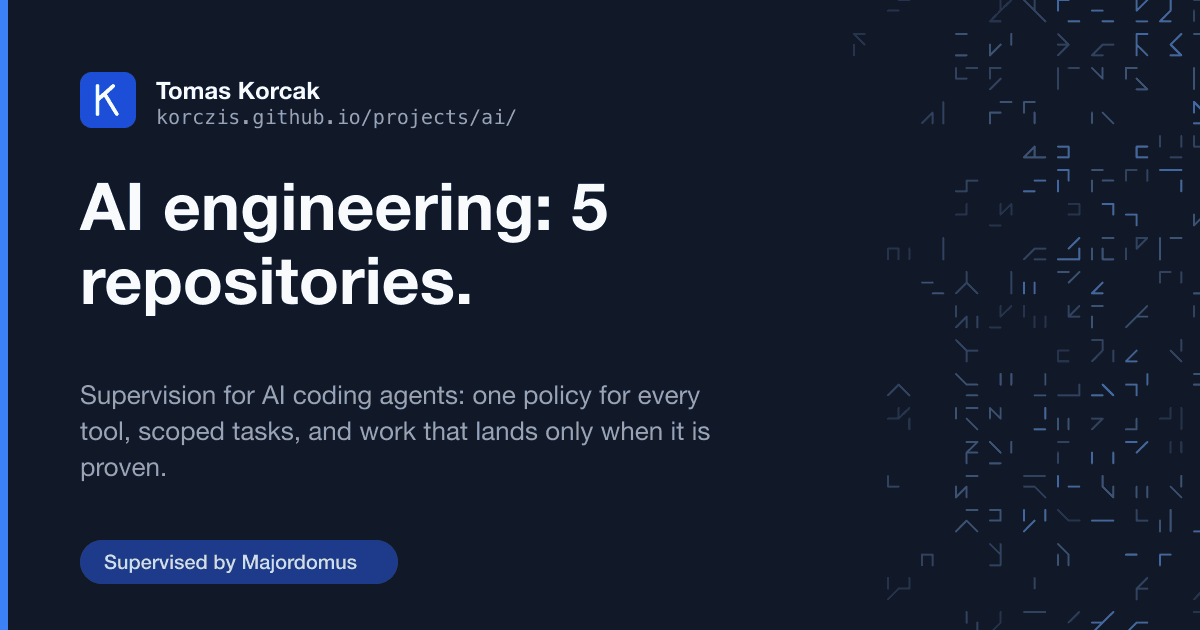 K
Tomas Korcak
korczis.github.io/projects/ai/
AI engineering: 5
repositories.
Supervision for AI coding agents: one policy for every
tool, scoped tasks, and work that lands only when it is
proven.
Supervised by Majordomus